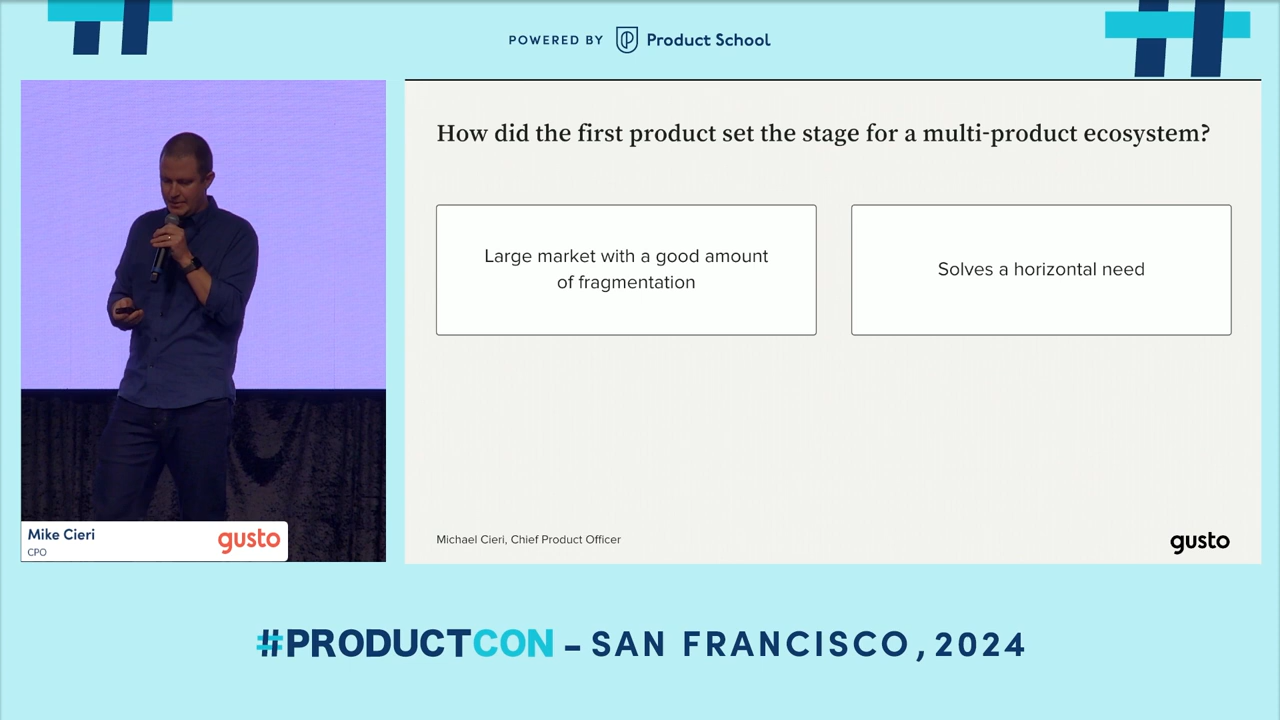 POWERED BY Product School
How did the first product set the stage for a multi-product ecosystem?
Large market with a good amount
of fragmentation
Solves a horizontal need
Mike Cieri
CPO
gusto
Michael Cieri, Chief Product Officer
gusto
#PRODUCTCON – SAN FRANCISCO, 2024